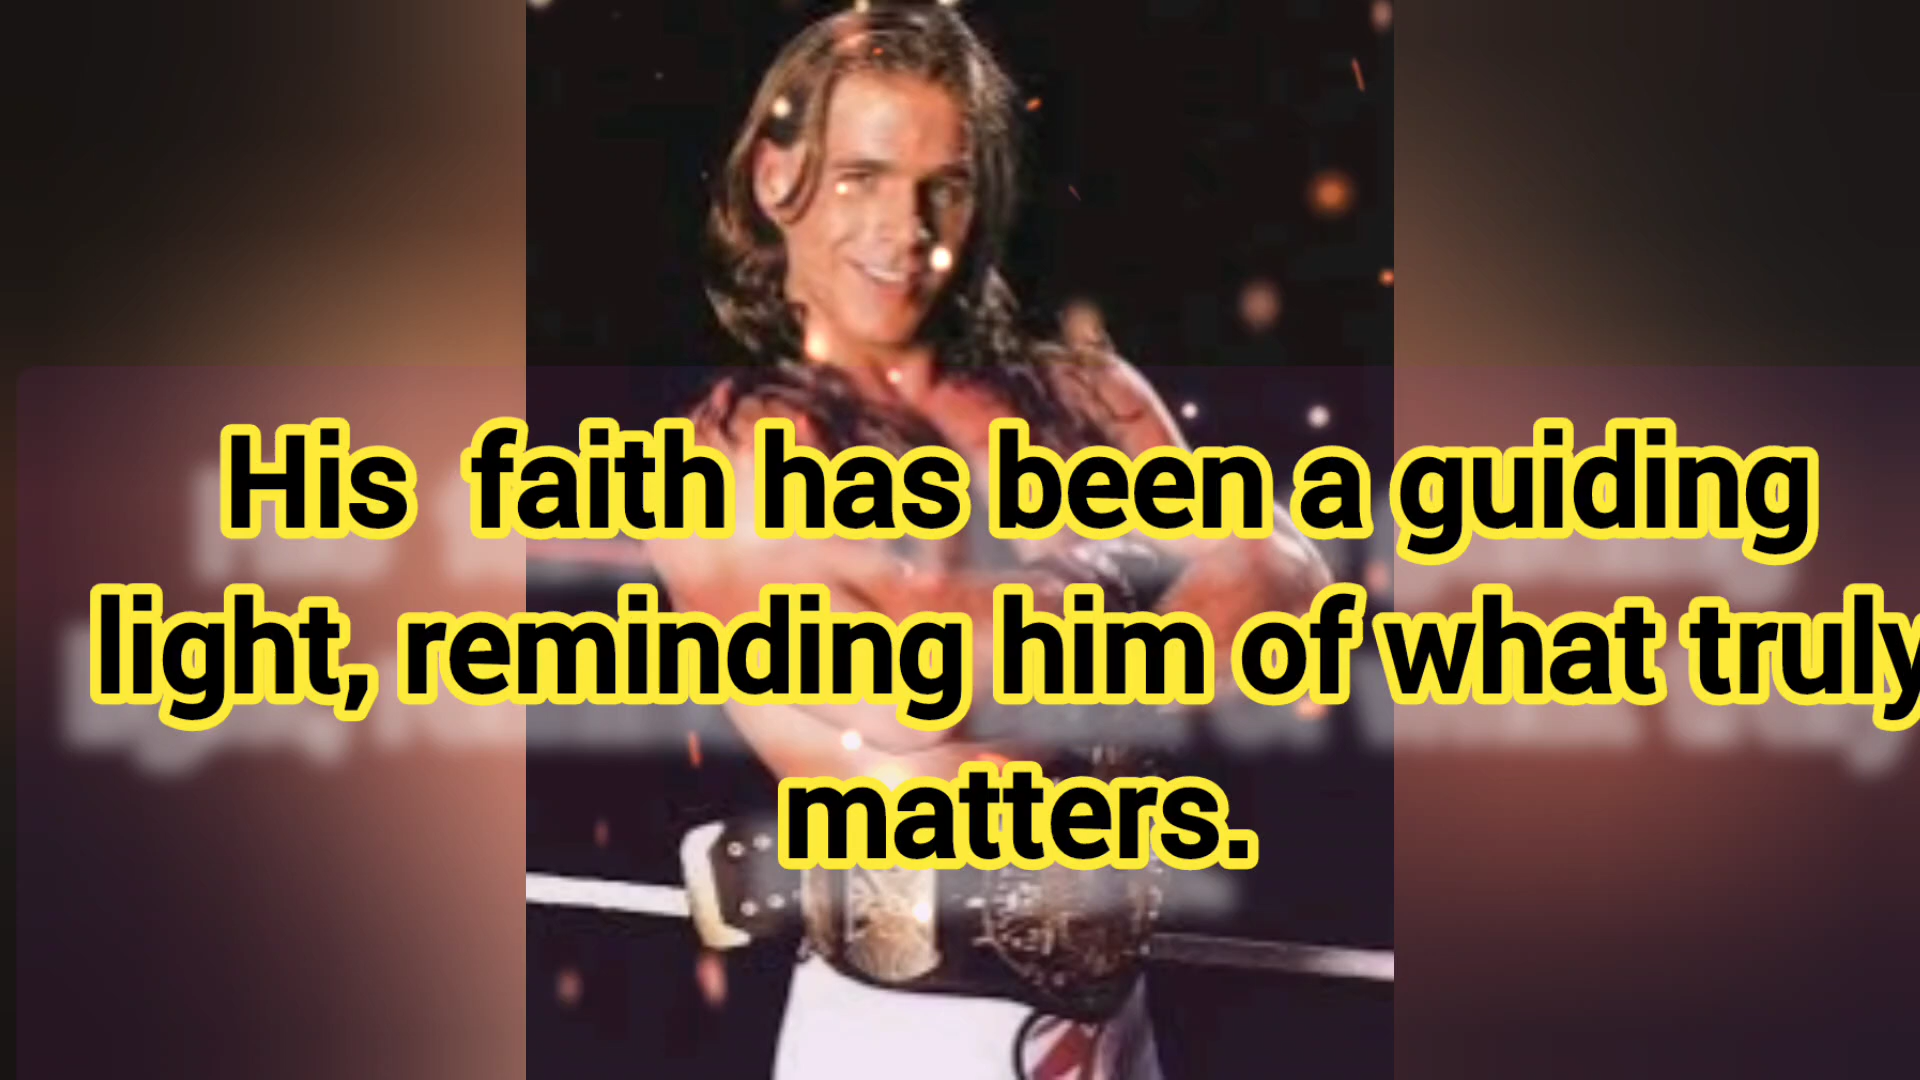 His  faith has been a guiding
light, reminding him of what truly
matters.